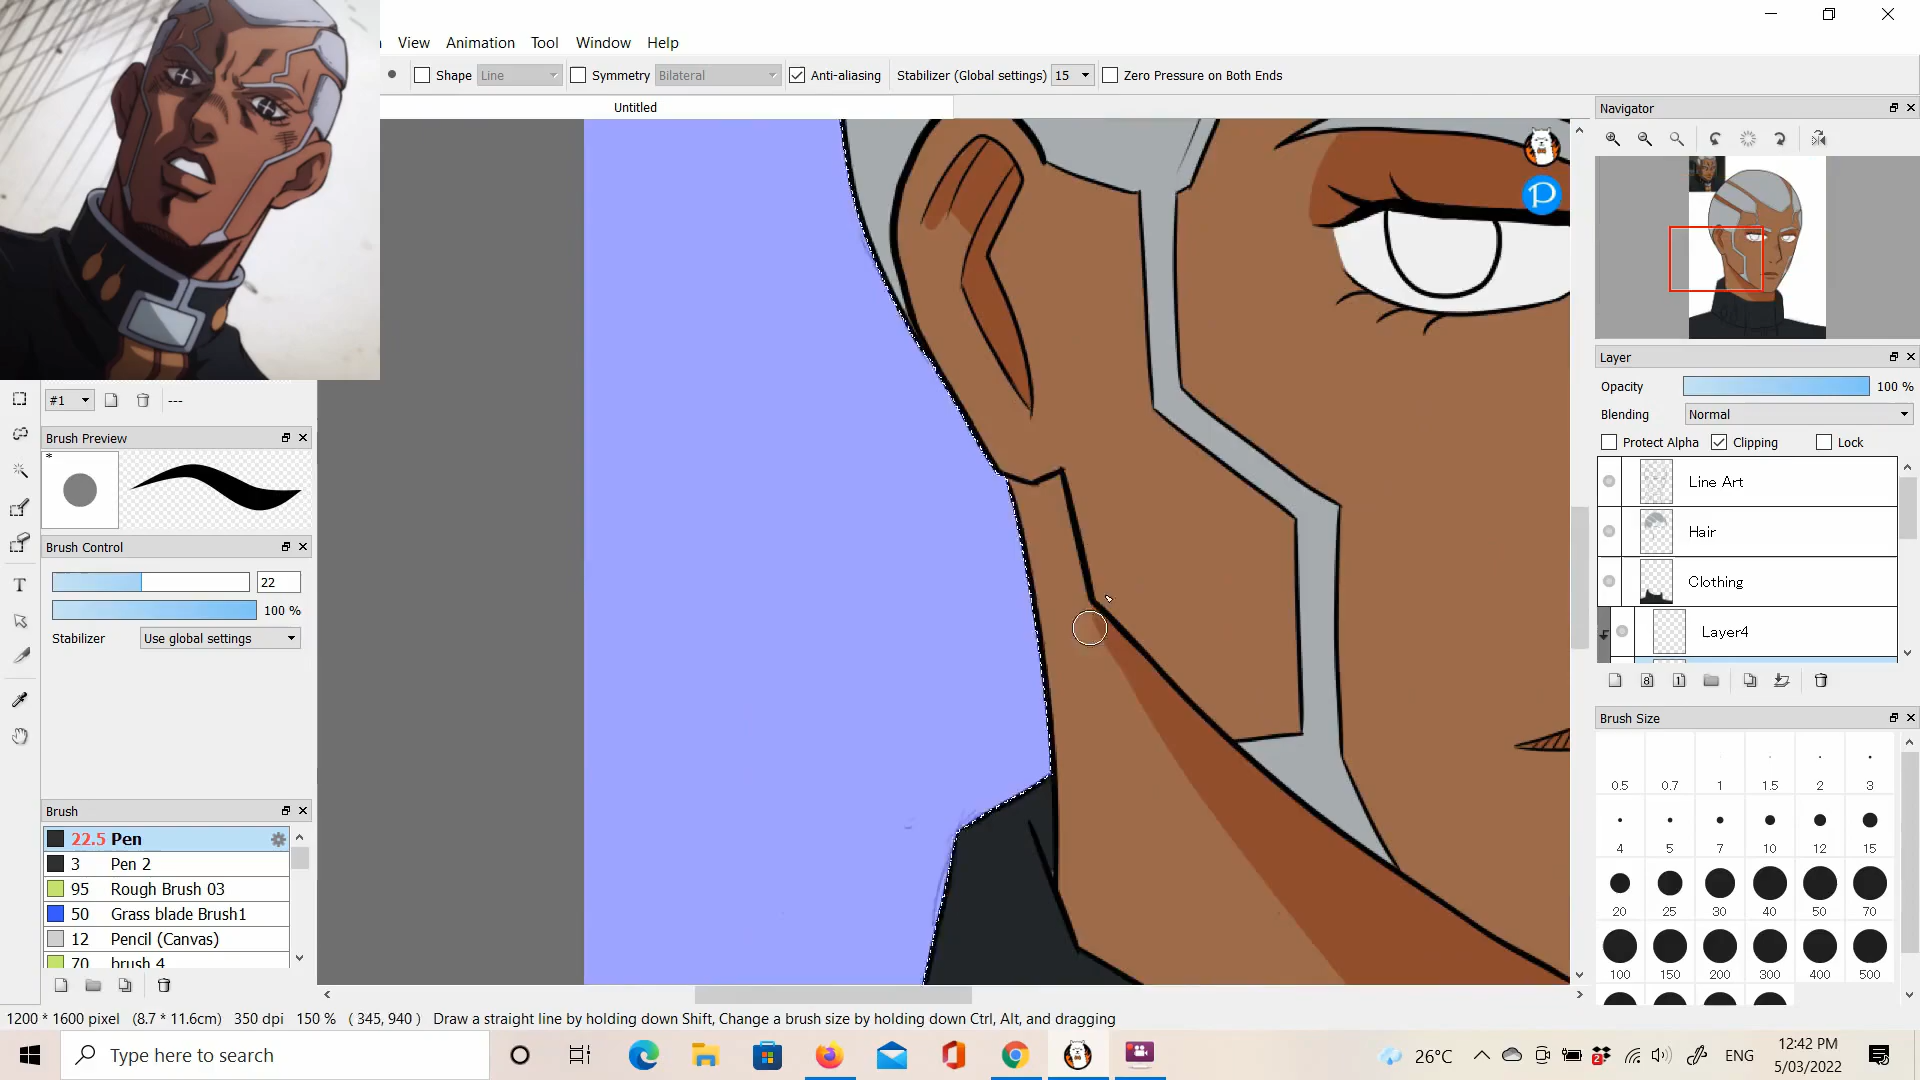 View Animation Tool Window Help
Shape Line Symmetry Bilateral Anti-aliasing Stabilizer (Global settings) 15 Zero Pressure on Both Ends
Untitled
Navigator
Layer
Opacity 100 %
Blending Normal
Protect Alpha Clipping Lock
Line Art
Hair
Clothing
Layer4
8 1
Brush Size
0.5 0.7 1 1.5 2 3
4 5 7 10 12 15
20 25 30 40 50 70
100 150 200 300 400 500
#1 ---
Brush Preview
*
Brush Control
22
100 %
Stabilizer Use global settings
Brush
22.5 Pen
3 Pen 2
95 Rough Brush 03
50 Grass blade Brush1
12 Pencil (Canvas)
70 brush 4
T
P
1200 * 1600 pixel (8.7 * 11.6cm) 350 dpi 150 % ( 345, 940 ) Draw a straight line by holding down Shift, Change a brush size by holding down Ctrl, Alt, and dragging
Type here to search
26°C
2
ENG
12:42 PM
5/03/2022